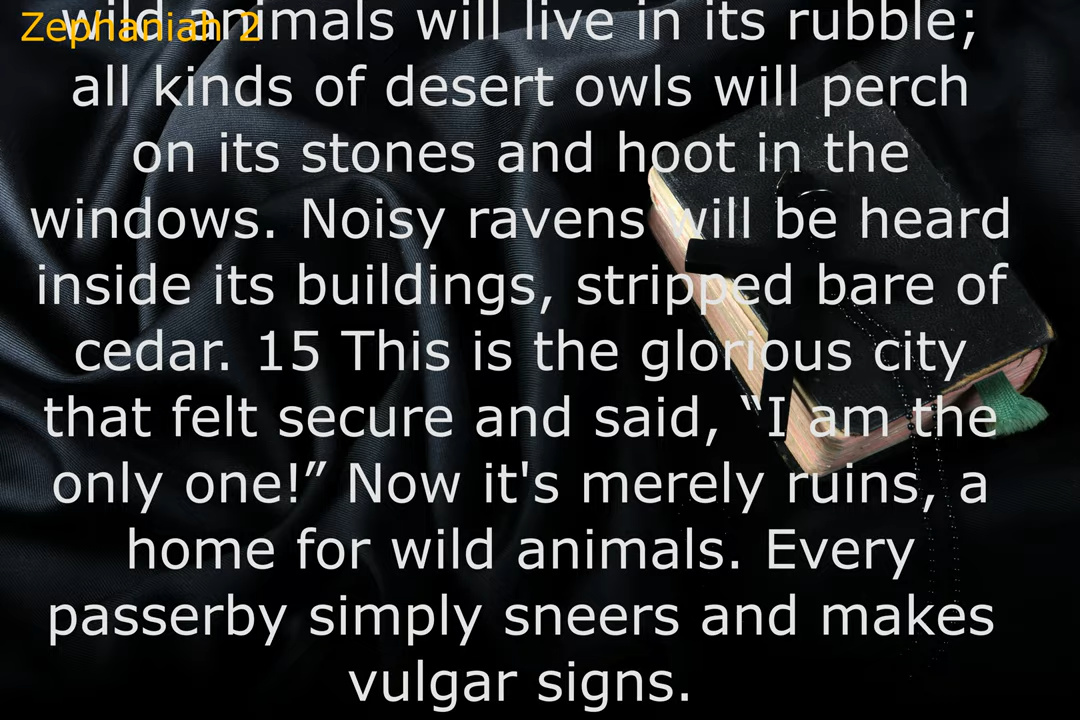 Zephaniah 2
wild animals will live in its rubble;
all kinds of desert owls will perch
on its stones and hoot in the
windows. Noisy ravens will be heard
inside its buildings, stripped bare of
cedar. 15 This is the glorious city
that felt secure and said, “I am the
only one!” Now it's merely ruins, a
home for wild animals. Every
passerby simply sneers and makes
vulgar signs.